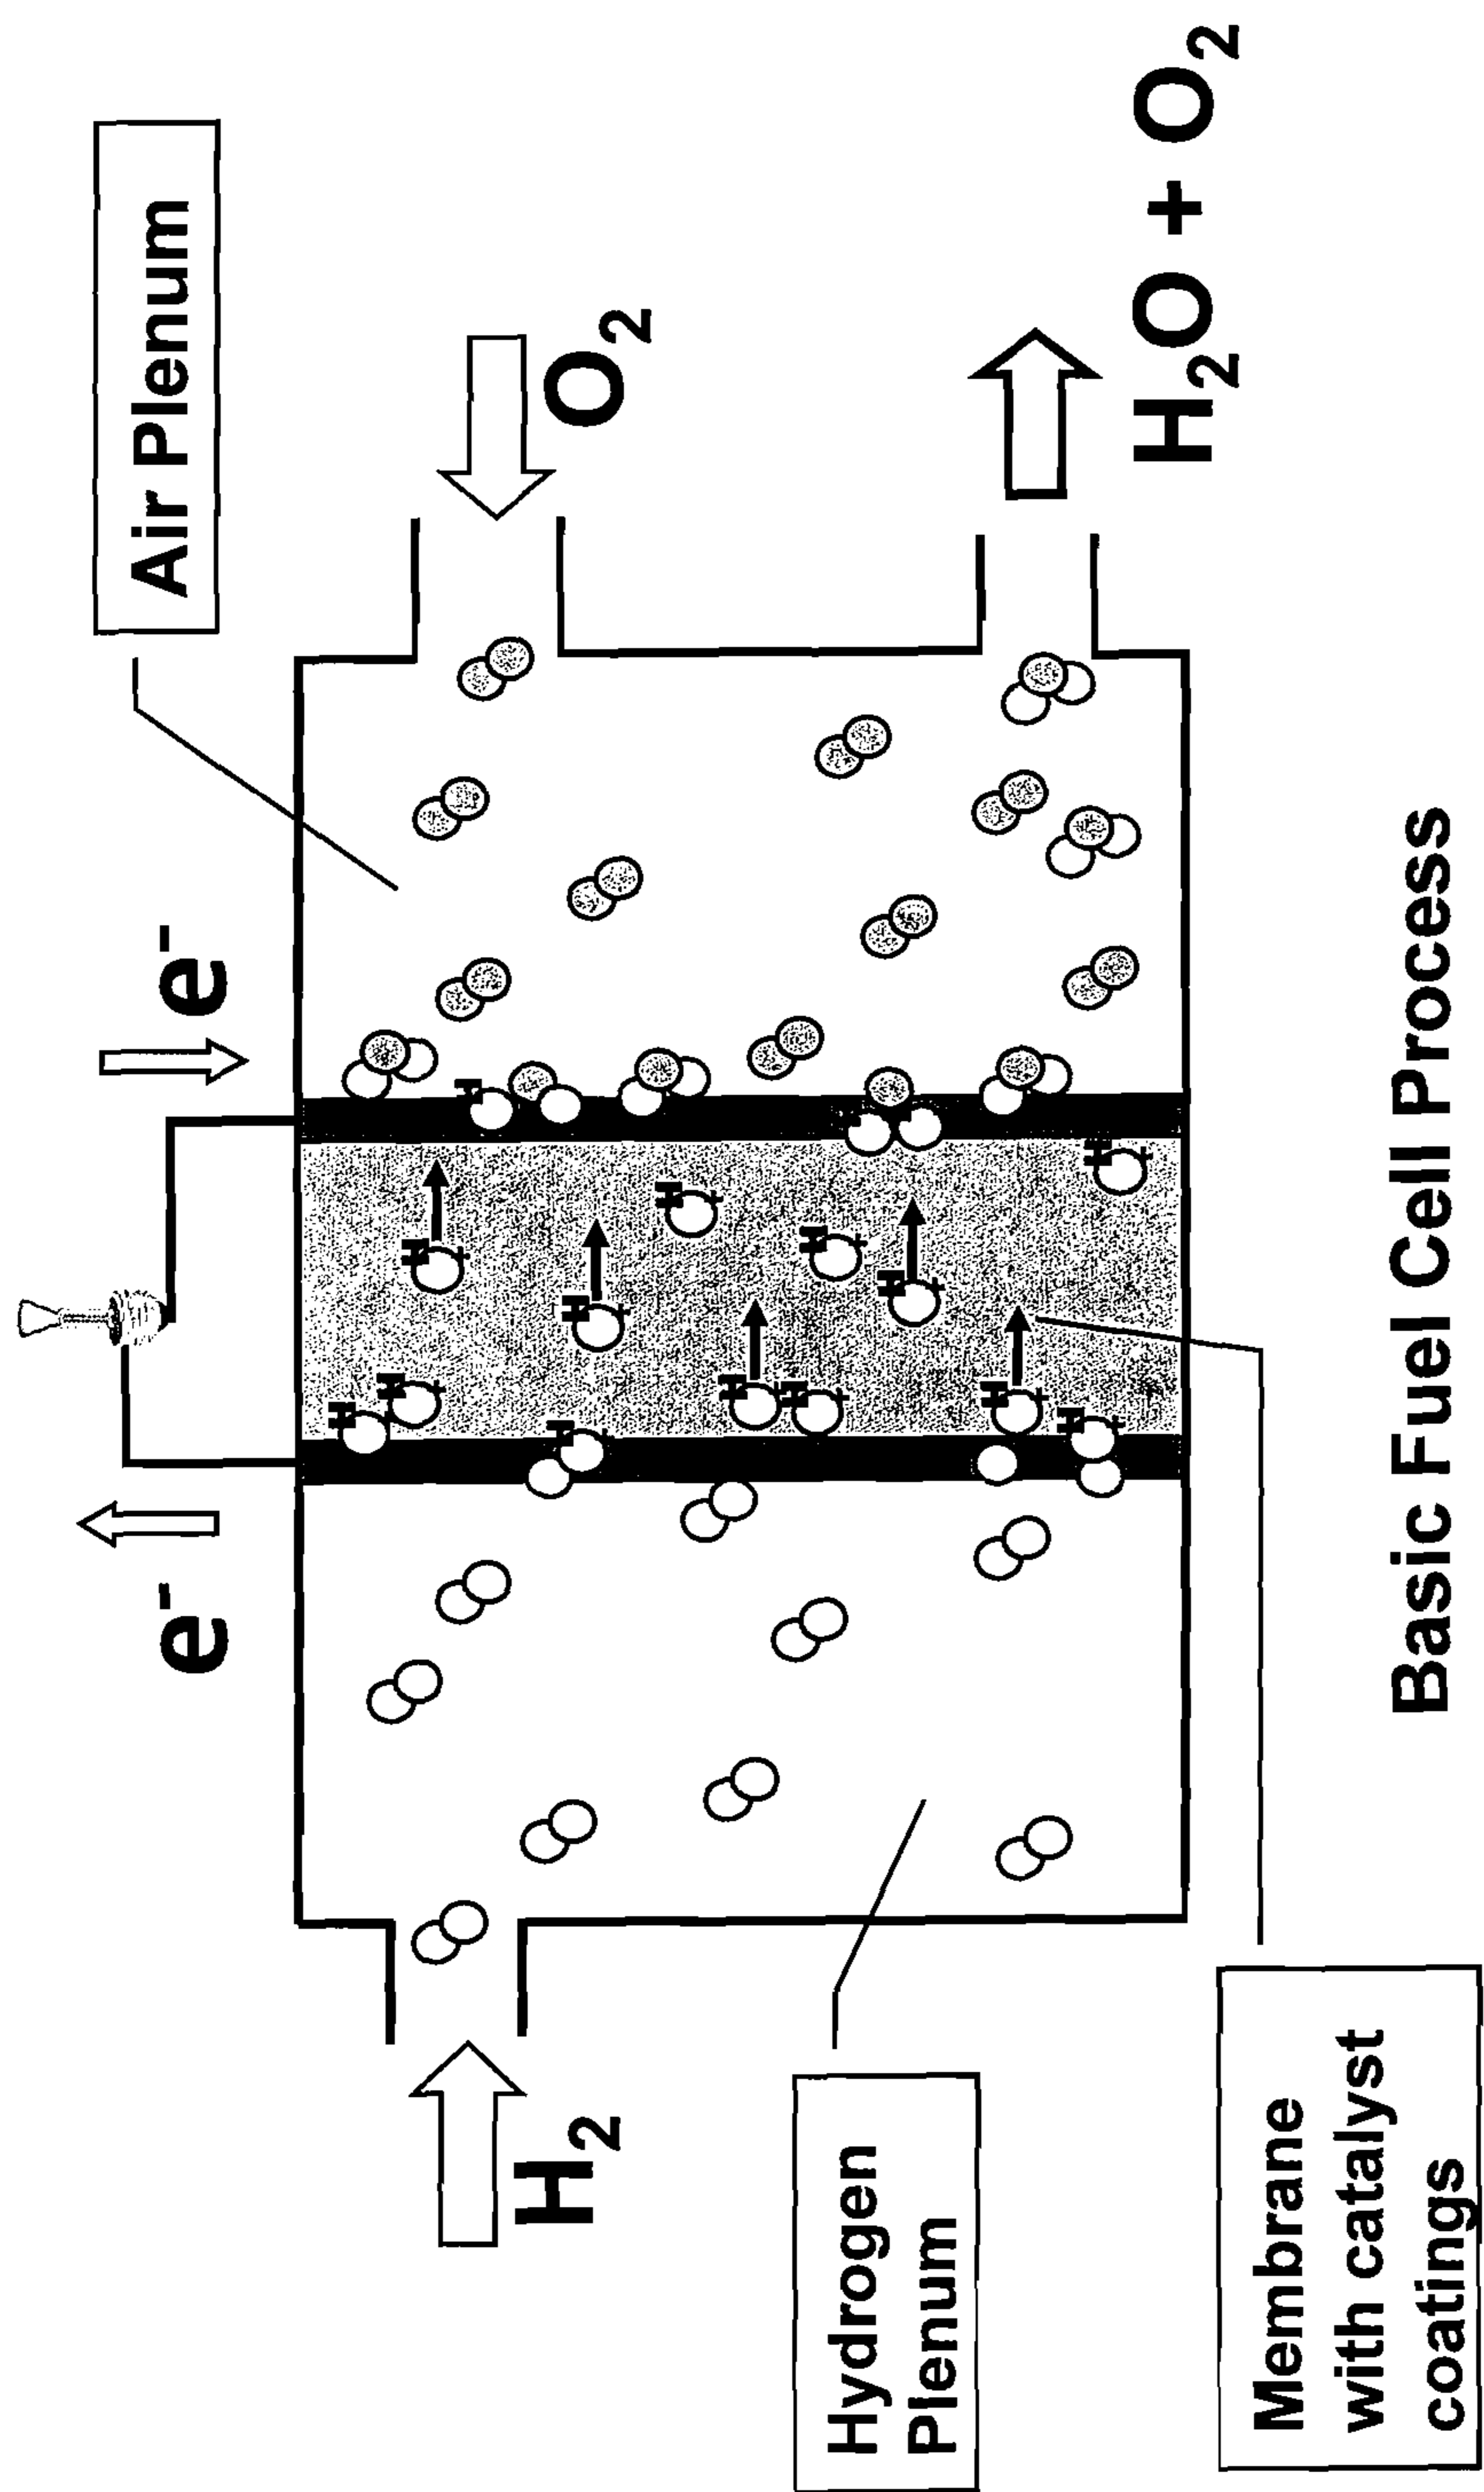 Air Plenum
e⁻
e⁻
H₂
O₂
H+
H+
H+
H+
H+
H+
H+
H+
H+
H+
H+
H+
H+
Hydrogen
Plenum
H₂O + O₂
Membrane
with catalyst
coatings
Basic Fuel Cell Process